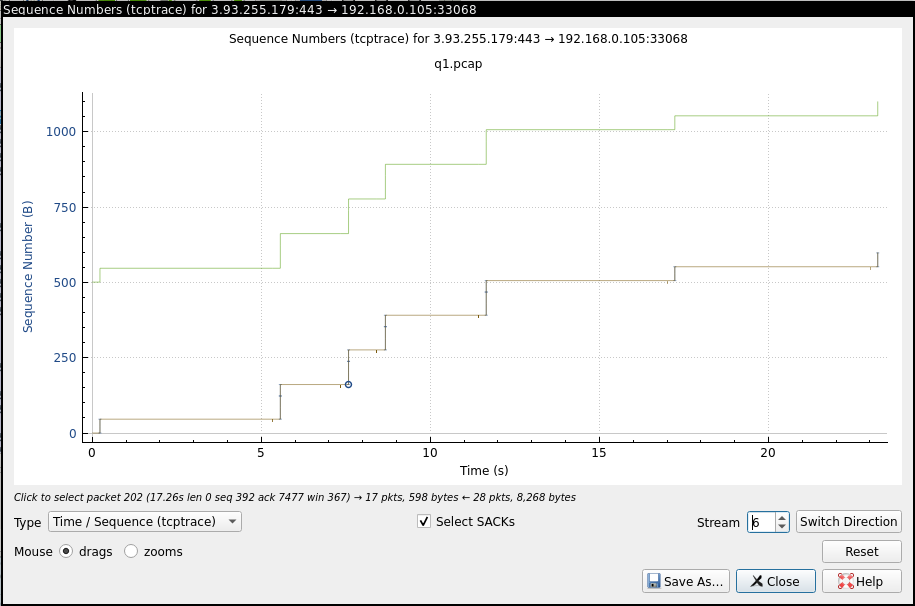 Sequence Numbers (tcptrace) for 3.93.255.179:443 → 192.168.0.105:33068
Sequence Numbers (tcptrace) for 3.93.255.179:443 → 192.168.0.105:33068
q1.pcap
1000
750
500
250
0
Sequence Number (B)
0 5 10 15 20
Time (s)
Click to select packet 202 (17.26s len 0 seq 392 ack 7477 win 367) → 17 pkts, 598 bytes ← 28 pkts, 8,268 bytes
Type Time / Sequence (tcptrace) Select SACKs Stream 6 Switch Direction
Mouse drags zooms Reset
Save As... Close Help